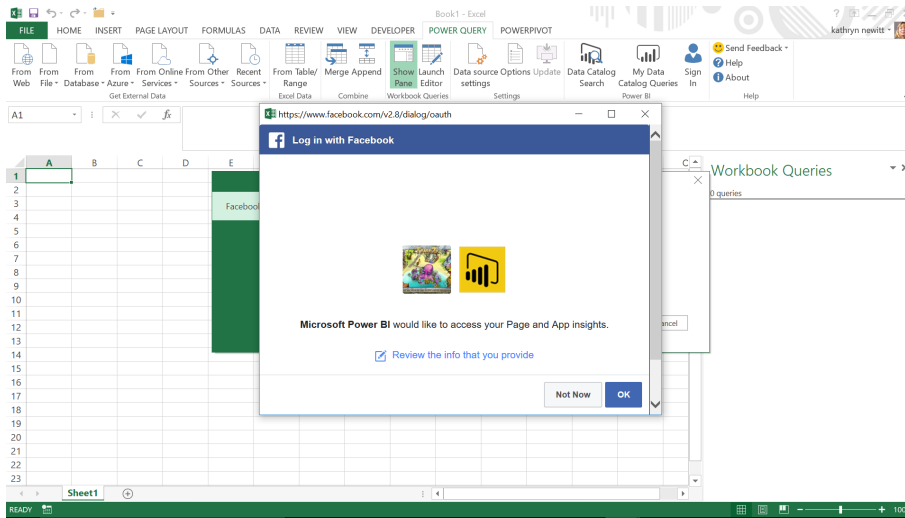 Book1 - Excel
?
FILE HOME INSERT PAGE LAYOUT FORMULAS DATA REVIEW VIEW DEVELOPER POWER QUERY POWERPIVOT kathryn newitt
From Web
From File
From Database
From Azure
From Online Services
From Other Sources
Recent Sources
From Table/ Range
Merge Append
Show Pane
Launch Editor
Data source settings
Options Update
Data Catalog Search
My Data Catalog Queries
Sign In
Send Feedback
Help
About
Get External Data Excel Data Combine Workbook Queries Settings Power BI Help
A1 fx
https://www.facebook.com/v2.8/dialog/oauth
Log in with Facebook
A B C D E
Workbook Queries
0 queries
1
2
3
4
5
6
7
8
9
10
11
12
13
14
15
16
17
18
19
20
21
22
23
Microsoft Power BI would like to access your Page and App insights.
Review the info that you provide
Not Now OK
Sheet1
READY